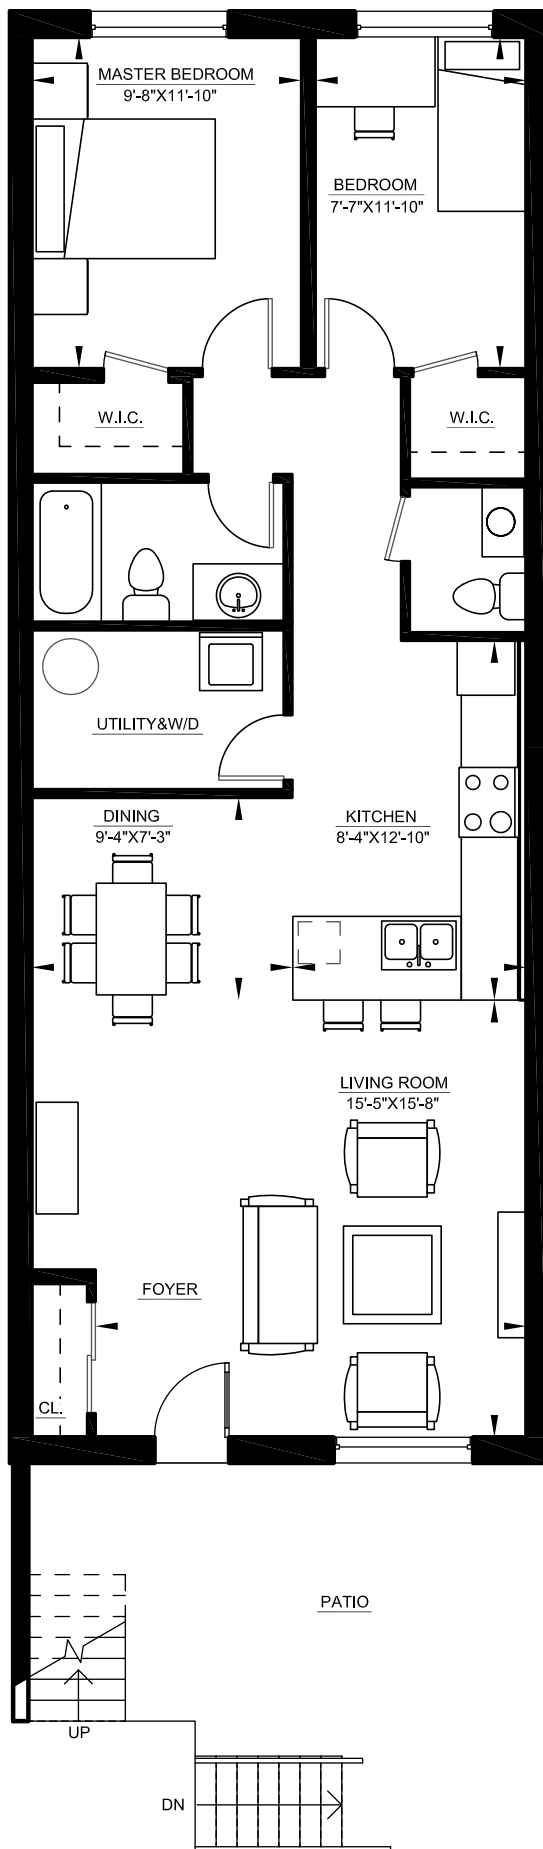 MASTER BEDROOM
9'-8"X11'-10"
BEDROOM
7'-7"X11'-10"
W.I.C.
W.I.C.
UTILITY&W/D
DINING
9'-4"X7'-3"
KITCHEN
8'-4"X12'-10"
LIVING ROOM
15'-5"X15'-8"
FOYER
CL.
PATIO
UP
DN